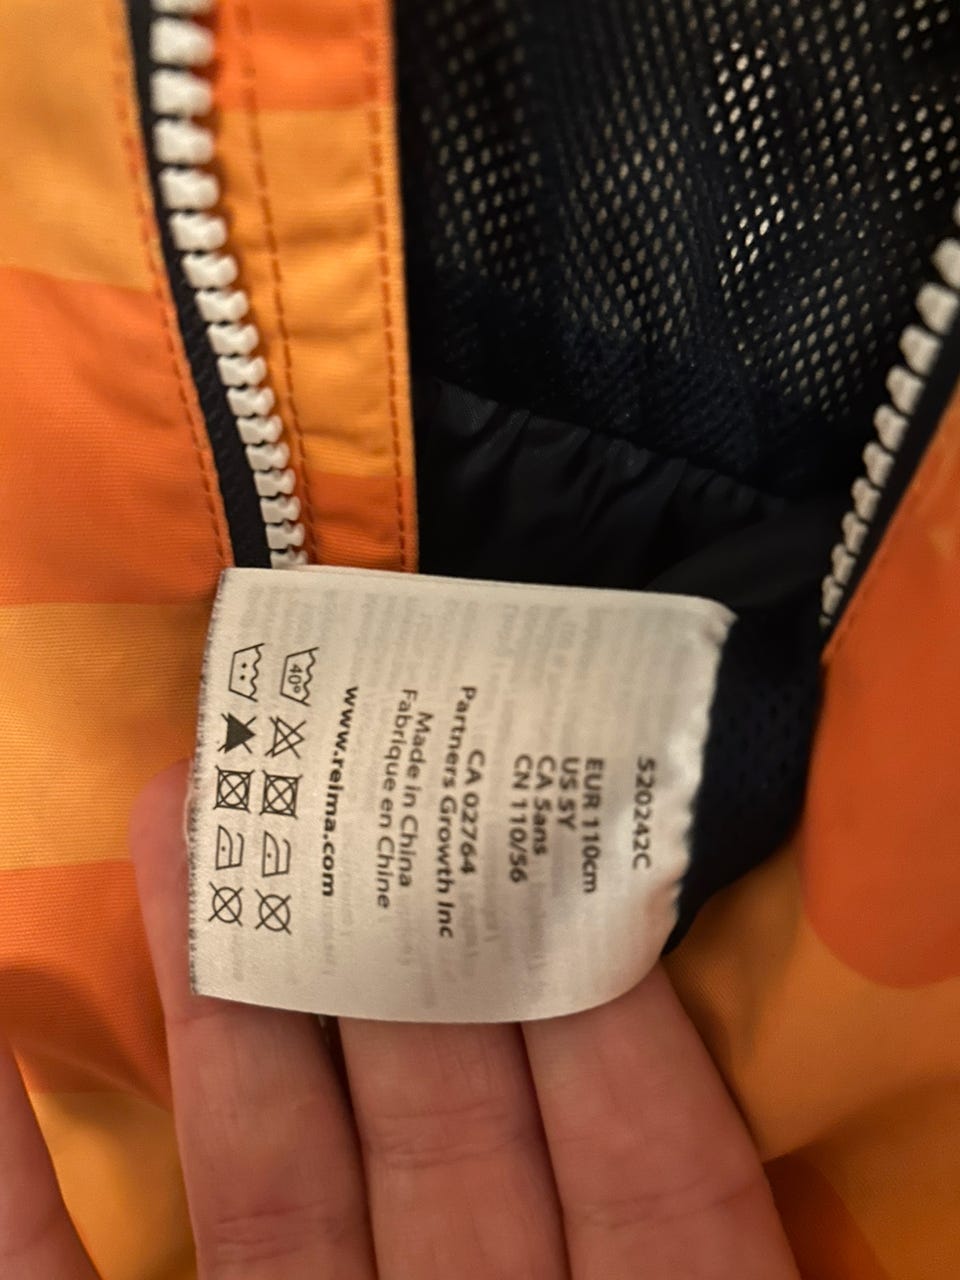 520242C
EUR 110cm
US 5Y
CA 5ans
CN 110/56
CA 02764
Partners Growth Inc
Made in China
Fabrique en Chine
www.reima.com
40°